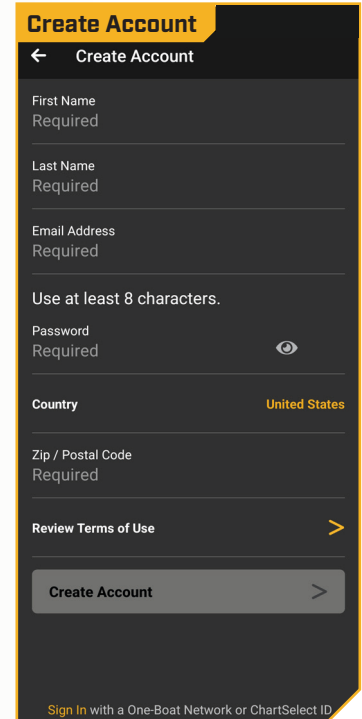 Create Account
Create Account
First Name
Required
Last Name
Required
Email Address
Required
Use at least 8 characters.
Password
Required
Country United States
Zip / Postal Code
Required
Review Terms of Use >
Create Account >
Sign In with a One-Boat Network or ChartSelect ID